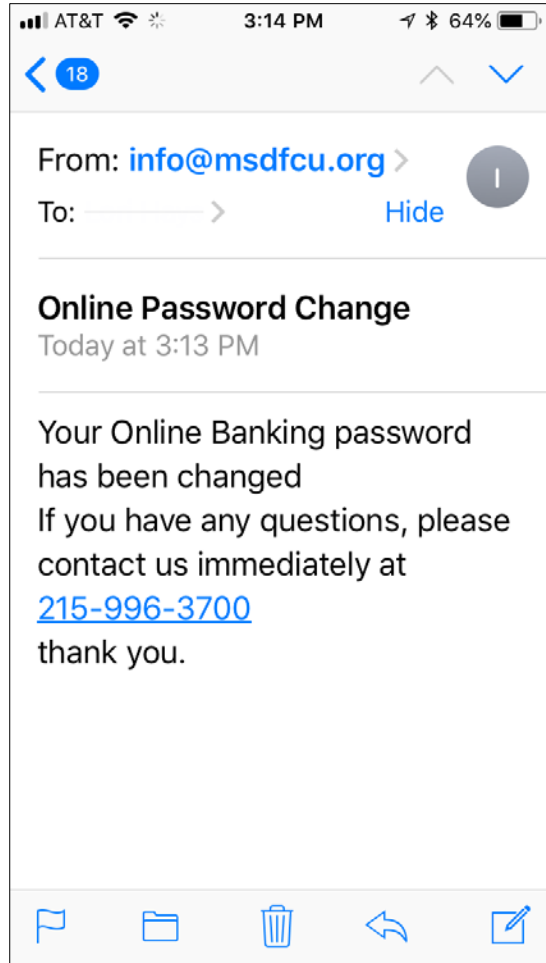 AT&T 3:14 PM 64%
18
From: info@msdfcu.org I
To: Hide
Online Password Change
Today at 3:13 PM
Your Online Banking password
has been changed
If you have any questions, please
contact us immediately at
215-996-3700
thank you.